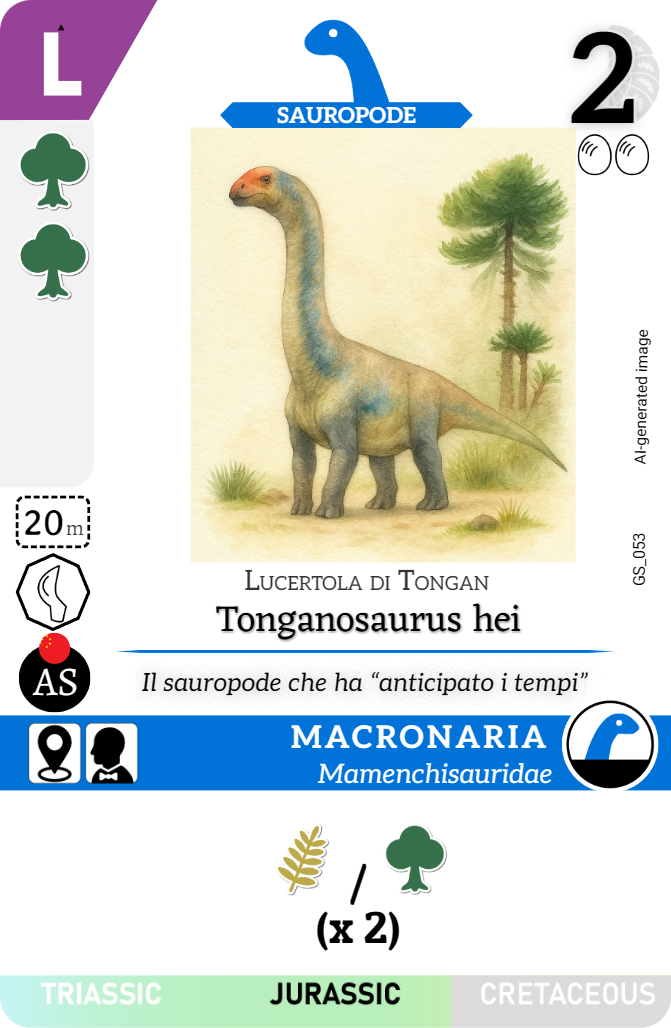 L
SAUROPODE
2
AI-generated image
GS_053
20 m
AS
LUCERTOLA DI TONGAN
Tonganosaurus hei
Il sauropode che ha “anticipato i tempi”
MACRONARIA
Mamenchisauridae
/
(x 2)
TRIASSIC JURASSIC CRETACEOUS